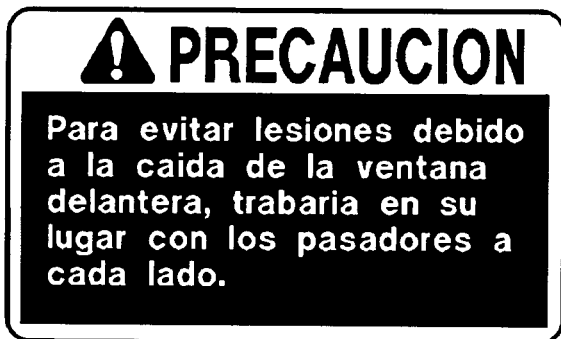 PRECAUCION
Para evitar lesiones debido
a la caida de la ventana
delantera, trabaria en su
lugar con los pasadores a
cada lado.